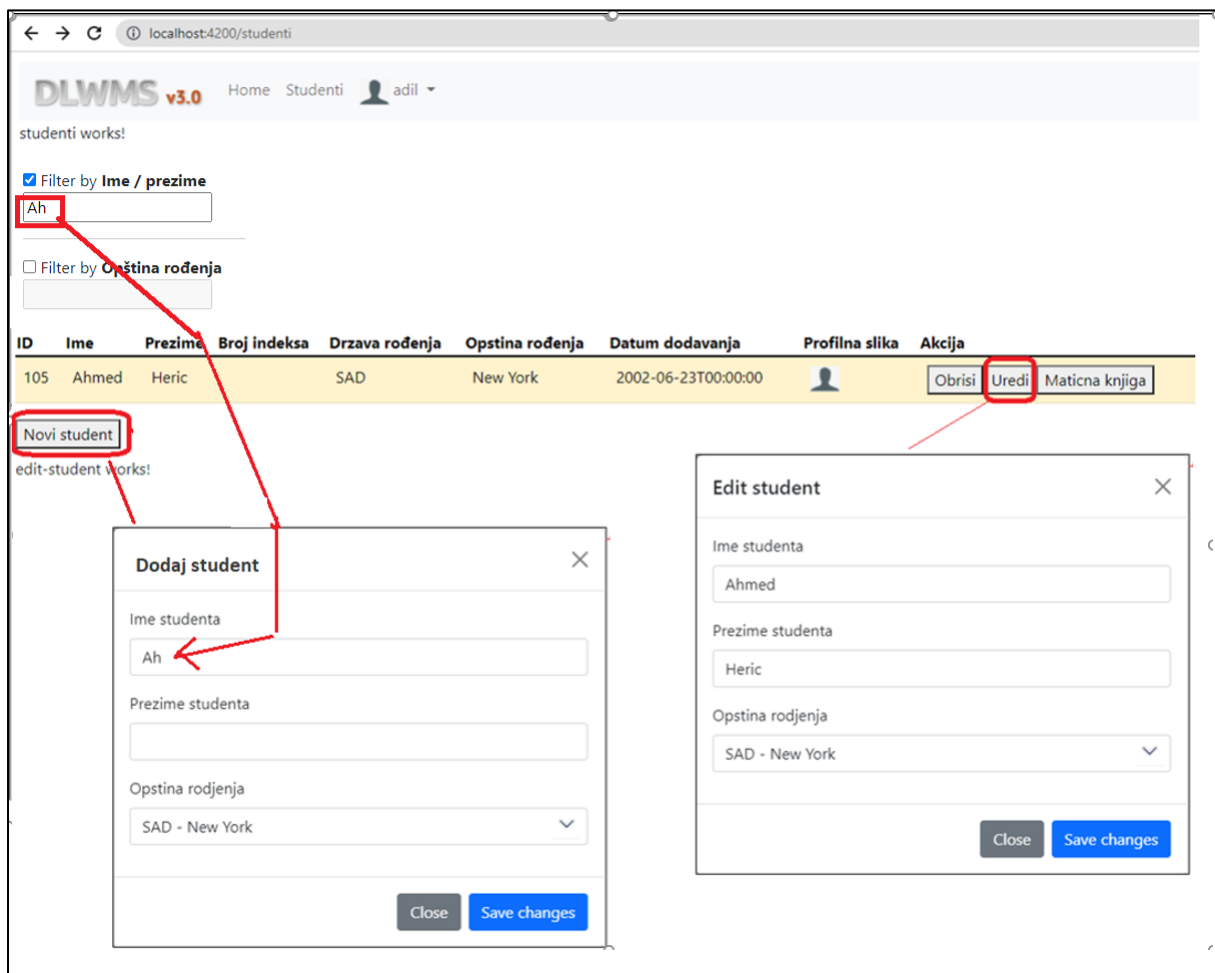 localhost:4200/studenti
DLWMS v3.0 Home Studenti adil
studenti works!
Filter by Ime / prezime
Ah
Filter by Opština rođenja
ID Ime Prezime Broj indeksa Drzava rođenja Opstina rođenja Datum dodavanja Profilna slika Akcija
105 Ahmed Heric SAD New York 2002-06-23T00:00:00 Obrisi Uredi Maticna knjiga
Novi student
edit-student works!
Dodaj student
Ime studenta
Ah
Prezime studenta
Opstina rodjenja
SAD - New York
Close Save changes
Edit student
Ime studenta
Ahmed
Prezime studenta
Heric
Opstina rodjenja
SAD - New York
Close Save changes